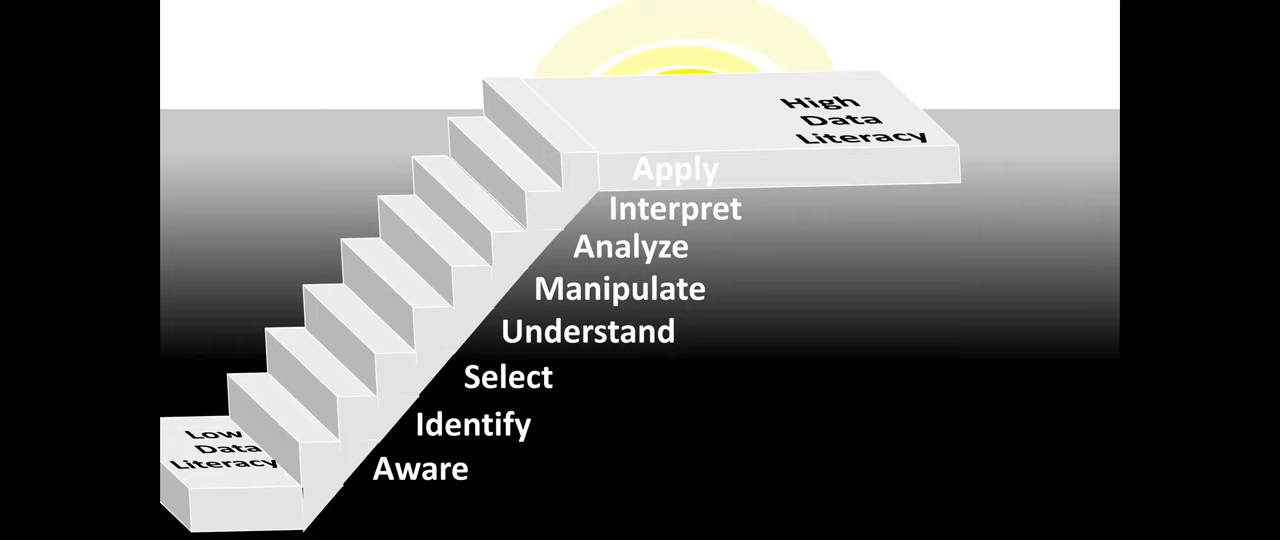 High
Data
Literacy
Apply
Interpret
Analyze
Manipulate
Understand
Select
Identify
Aware
Low
Data
Literacy